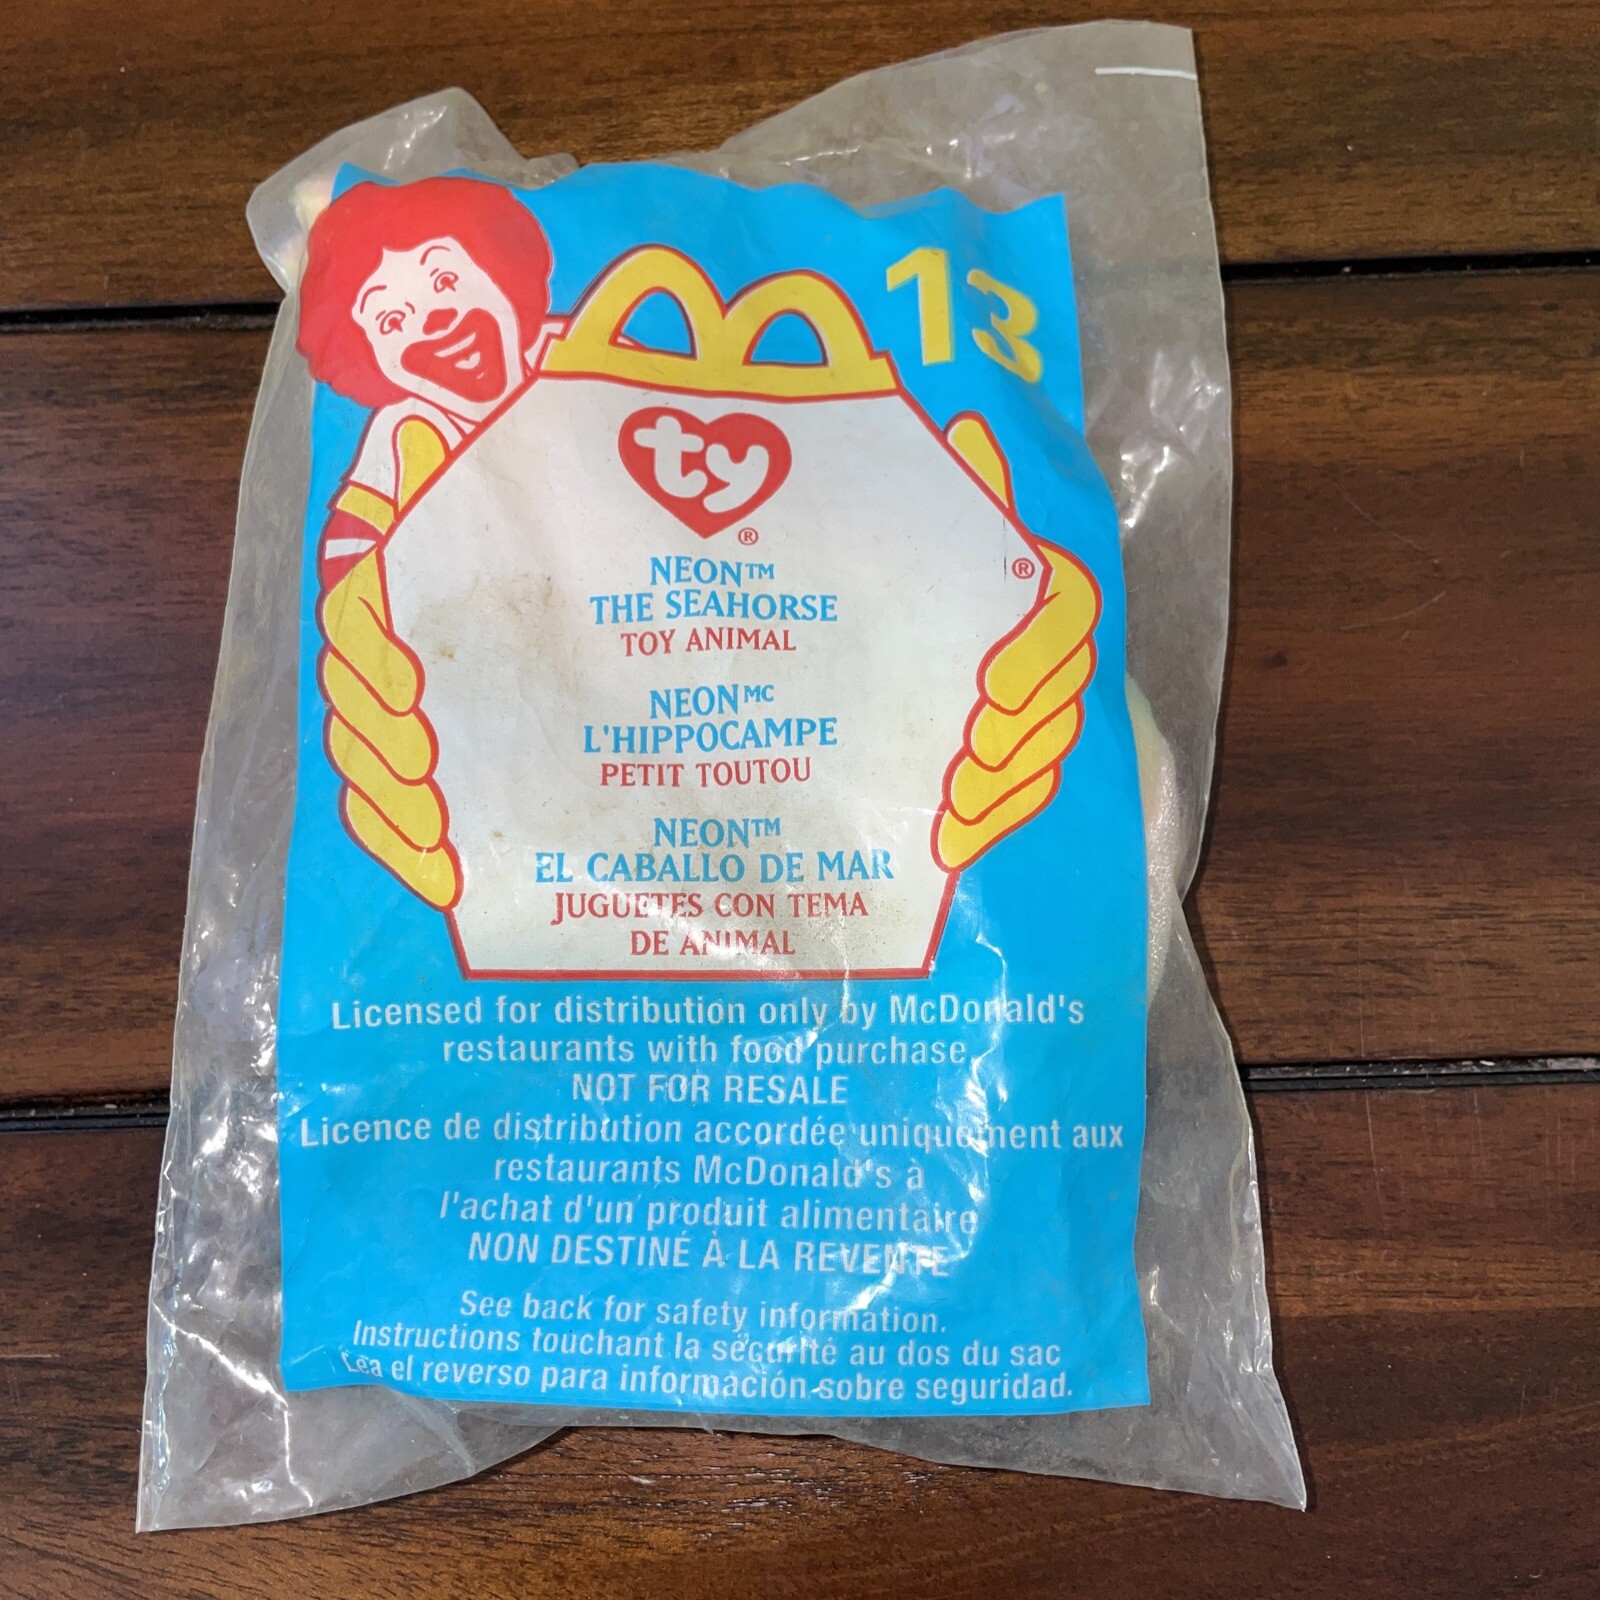 13
ty
®
®
NEON™
THE SEAHORSE
TOY ANIMAL
NEONMC
L'HIPPOCAMPE
PETIT TOUTOU
NEON™
EL CABALLO DE MAR
JUGUETES CON TEMA
DE ANIMAL
Licensed for distribution only by McDonald's
restaurants with food purchase
NOT FOR RESALE
Licence de distribution accordée uniquement aux
restaurants McDonald's à
l'achat d'un produit alimentaire
NON DESTINÉ À LA REVENTE
See back for safety information.
Instructions touchant la sécurité au dos du sac
Lea el reverso para información sobre seguridad.